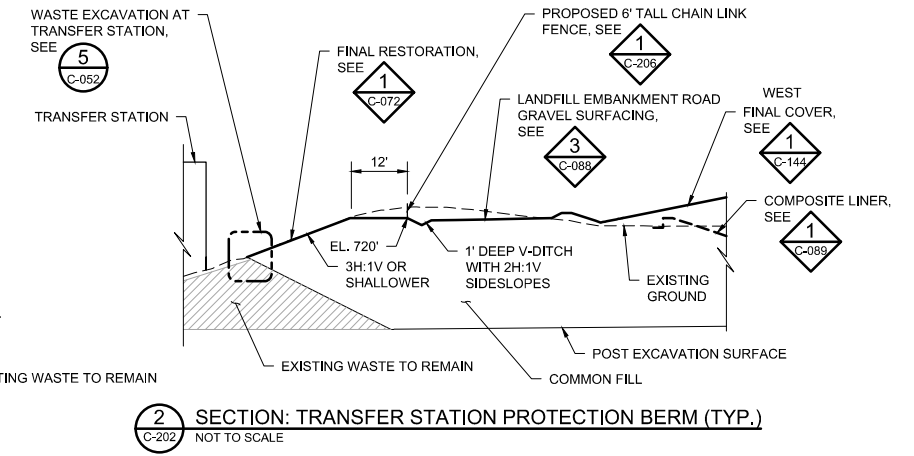 WASTE EXCAVATION AT
TRANSFER STATION,
SEE
5
C-052
TRANSFER STATION
FINAL RESTORATION,
SEE
1
C-072
PROPOSED 6' TALL CHAIN LINK
FENCE, SEE
1
C-206
LANDFILL EMBANKMENT ROAD
GRAVEL SURFACING,
SEE
3
C-088
WEST
FINAL COVER,
SEE
1
C-144
COMPOSITE LINER,
SEE
1
C-089
12'
EL. 720'
3H:1V OR
SHALLOWER
1' DEEP V-DITCH
WITH 2H:1V
SIDESLOPES
EXISTING
GROUND
POST EXCAVATION SURFACE
EXISTING WASTE TO REMAIN
COMMON FILL
TING WASTE TO REMAIN
2
C-202
SECTION: TRANSFER STATION PROTECTION BERM (TYP.)
NOT TO SCALE